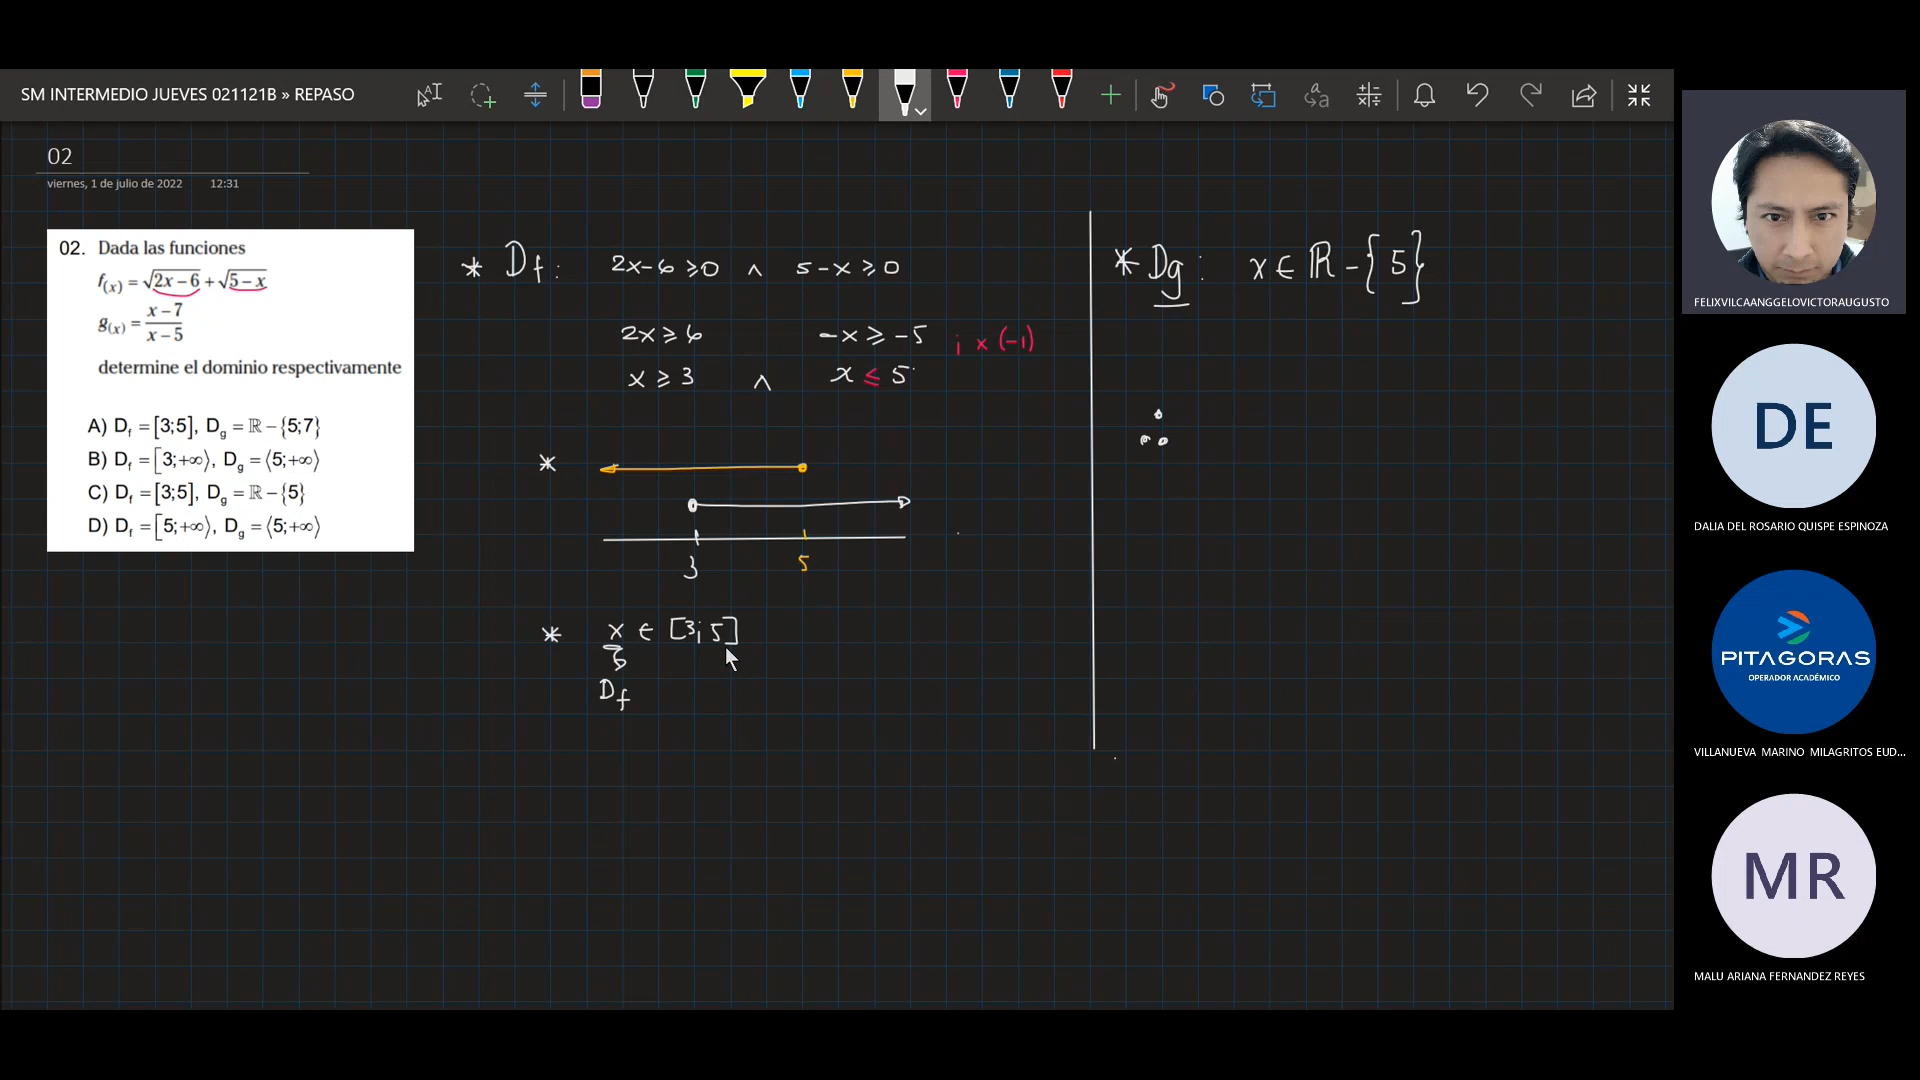 SM INTERMEDIO JUEVES 021121B » REPASO
02
viernes, 1 de julio de 2022 12:31
02. Dada las funciones
f(x) = √2x − 6 + √5 − x
g(x) = x − 7
x − 5
determine el dominio respectivamente
A) Df = [3;5], Dg = ℝ − {5;7}
B) Df = [3;+∞⟩, Dg = ⟨5;+∞⟩
C) Df = [3;5], Dg = ℝ − {5}
D) Df = [5;+∞⟩, Dg = ⟨5;+∞⟩
* Df : 2x-6 ≥ 0 ∧ 5-x ≥ 0
2x ≥ 6 -x ≥ -5 ; x (-1)
x ≥ 3 ∧ x ≤ 5
*
3 5
* x ∈ [3; 5]
Df
* Dg : x ∈ ℝ - {5}
∴
FELIXVILCAANGGELOVICTORAUGUSTO
DE
DALIA DEL ROSARIO QUISPE ESPINOZA
PITAGORAS
OPERADOR ACADÉMICO
VILLANUEVA MARINO MILAGRITOS EUD...
MR
MALU ARIANA FERNANDEZ REYES